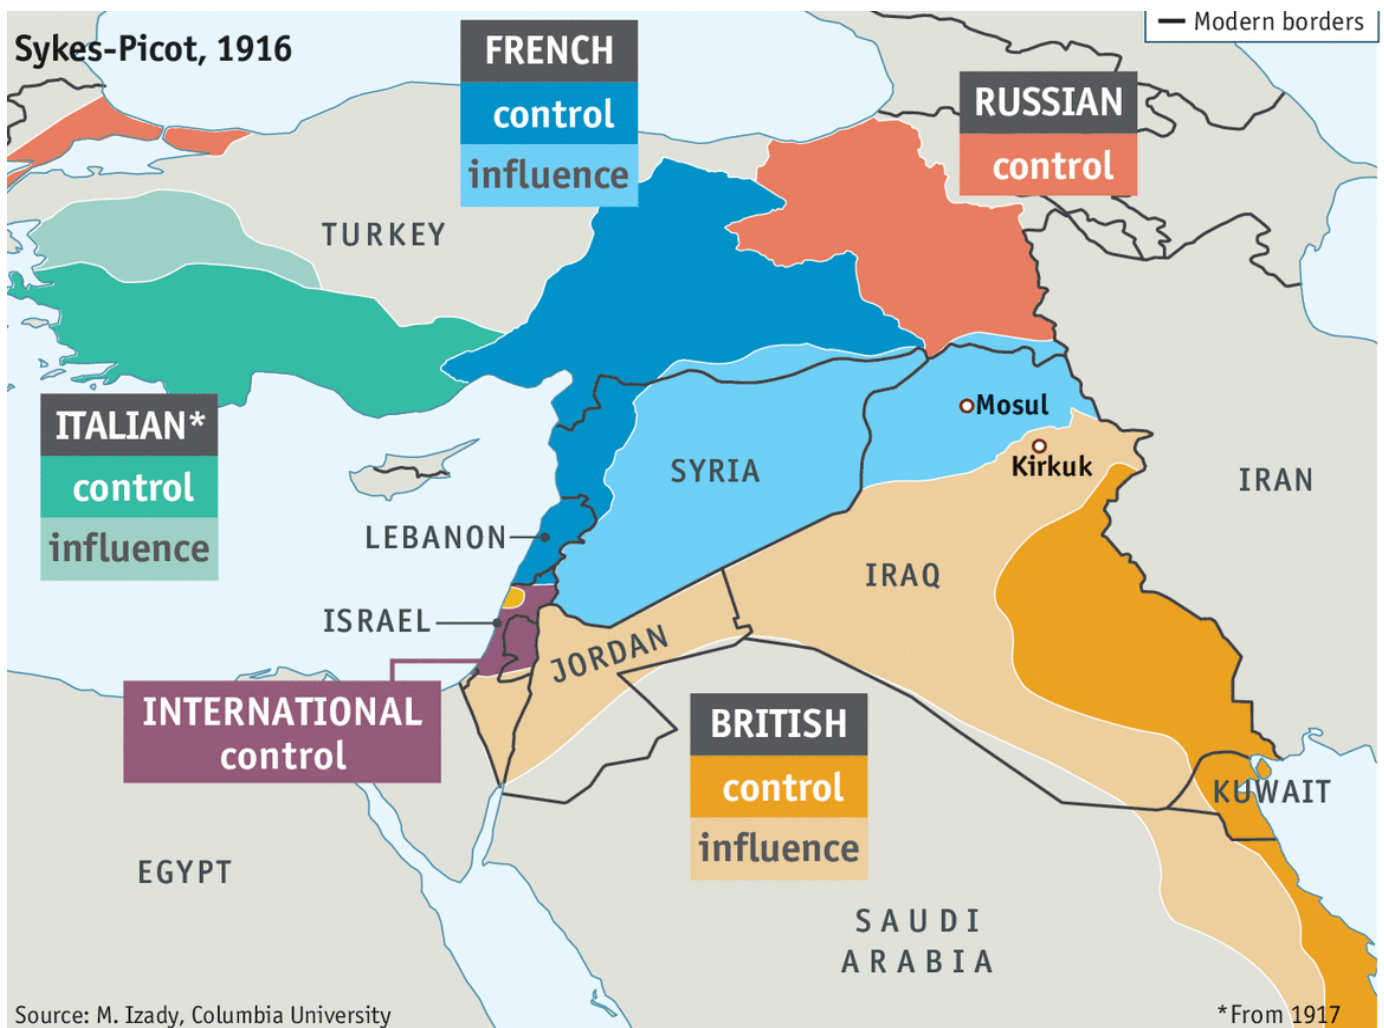 Modern borders
Sykes-Picot, 1916
FRENCH
control
influence
RUSSIAN
control
TURKEY
ITALIAN*
control
influence
Mosul
Kirkuk
SYRIA
IRAN
LEBANON
IRAQ
ISRAEL
JORDAN
INTERNATIONAL
control
BRITISH
control
influence
KUWAIT
EGYPT
SAUDI
ARABIA
Source: M. Izady, Columbia University
*From 1917